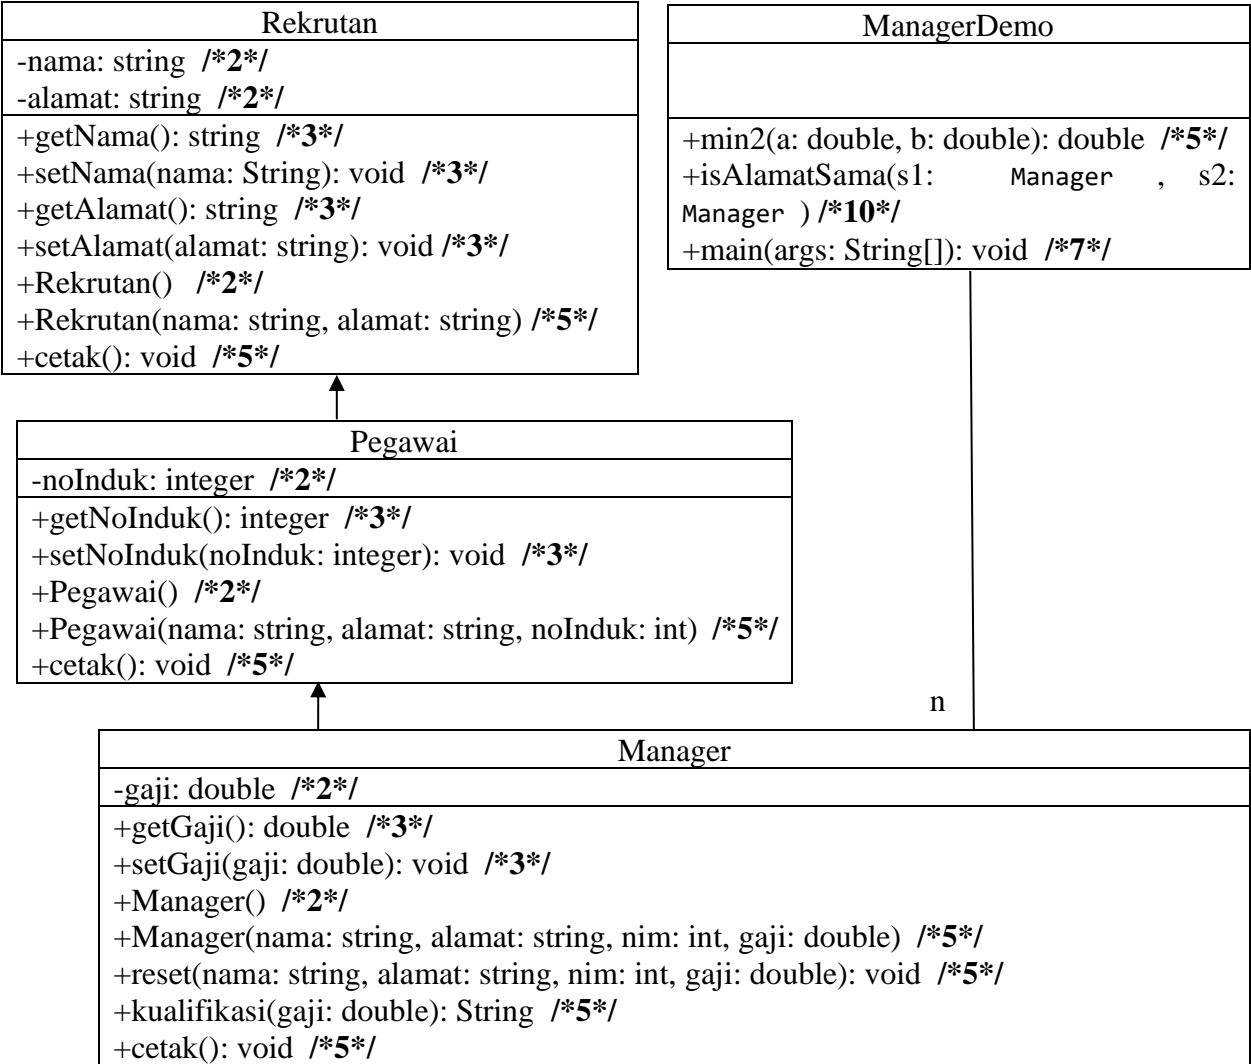 Rekrutan
-nama: string /*2*/
-alamat: string /*2*/
+getNama(): string /*3*/
+setNama(nama: String): void /*3*/
+getAlamat(): string /*3*/
+setAlamat(alamat: string): void /*3*/
+Rekrutan() /*2*/
+Rekrutan(nama: string, alamat: string) /*5*/
+cetak(): void /*5*/
ManagerDemo
+min2(a: double, b: double): double /*5*/
+isAlamatSama(s1: Manager , s2:
Manager ) /*10*/
+main(args: String[]): void /*7*/
Pegawai
-noInduk: integer /*2*/
+getNoInduk(): integer /*3*/
+setNoInduk(noInduk: integer): void /*3*/
+Pegawai() /*2*/
+Pegawai(nama: string, alamat: string, noInduk: int) /*5*/
+cetak(): void /*5*/
n
Manager
-gaji: double /*2*/
+getGaji(): double /*3*/
+setGaji(gaji: double): void /*3*/
+Manager() /*2*/
+Manager(nama: string, alamat: string, nim: int, gaji: double) /*5*/
+reset(nama: string, alamat: string, nim: int, gaji: double): void /*5*/
+kualifikasi(gaji: double): String /*5*/
+cetak(): void /*5*/